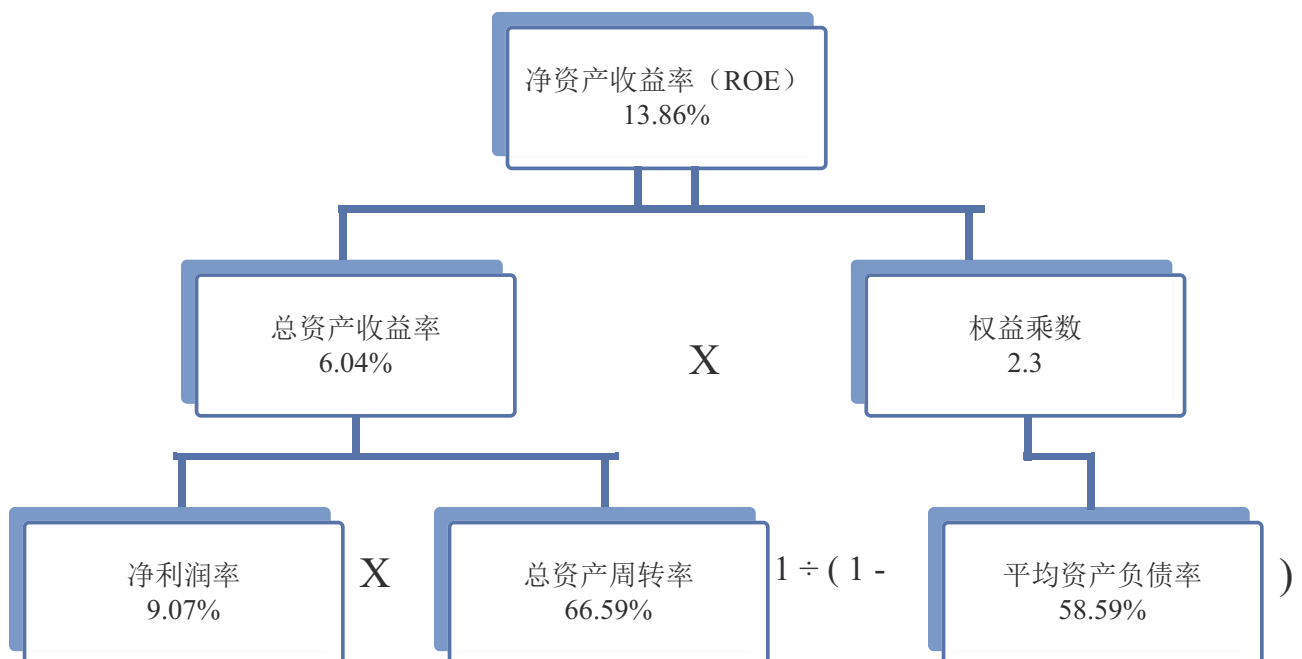 净资产收益率（ROE）
13.86%
总资产收益率
6.04%
X
权益乘数
2.3
净利润率
9.07%
X
总资产周转率
66.59%
1 ÷ ( 1 -
平均资产负债率
58.59%
)